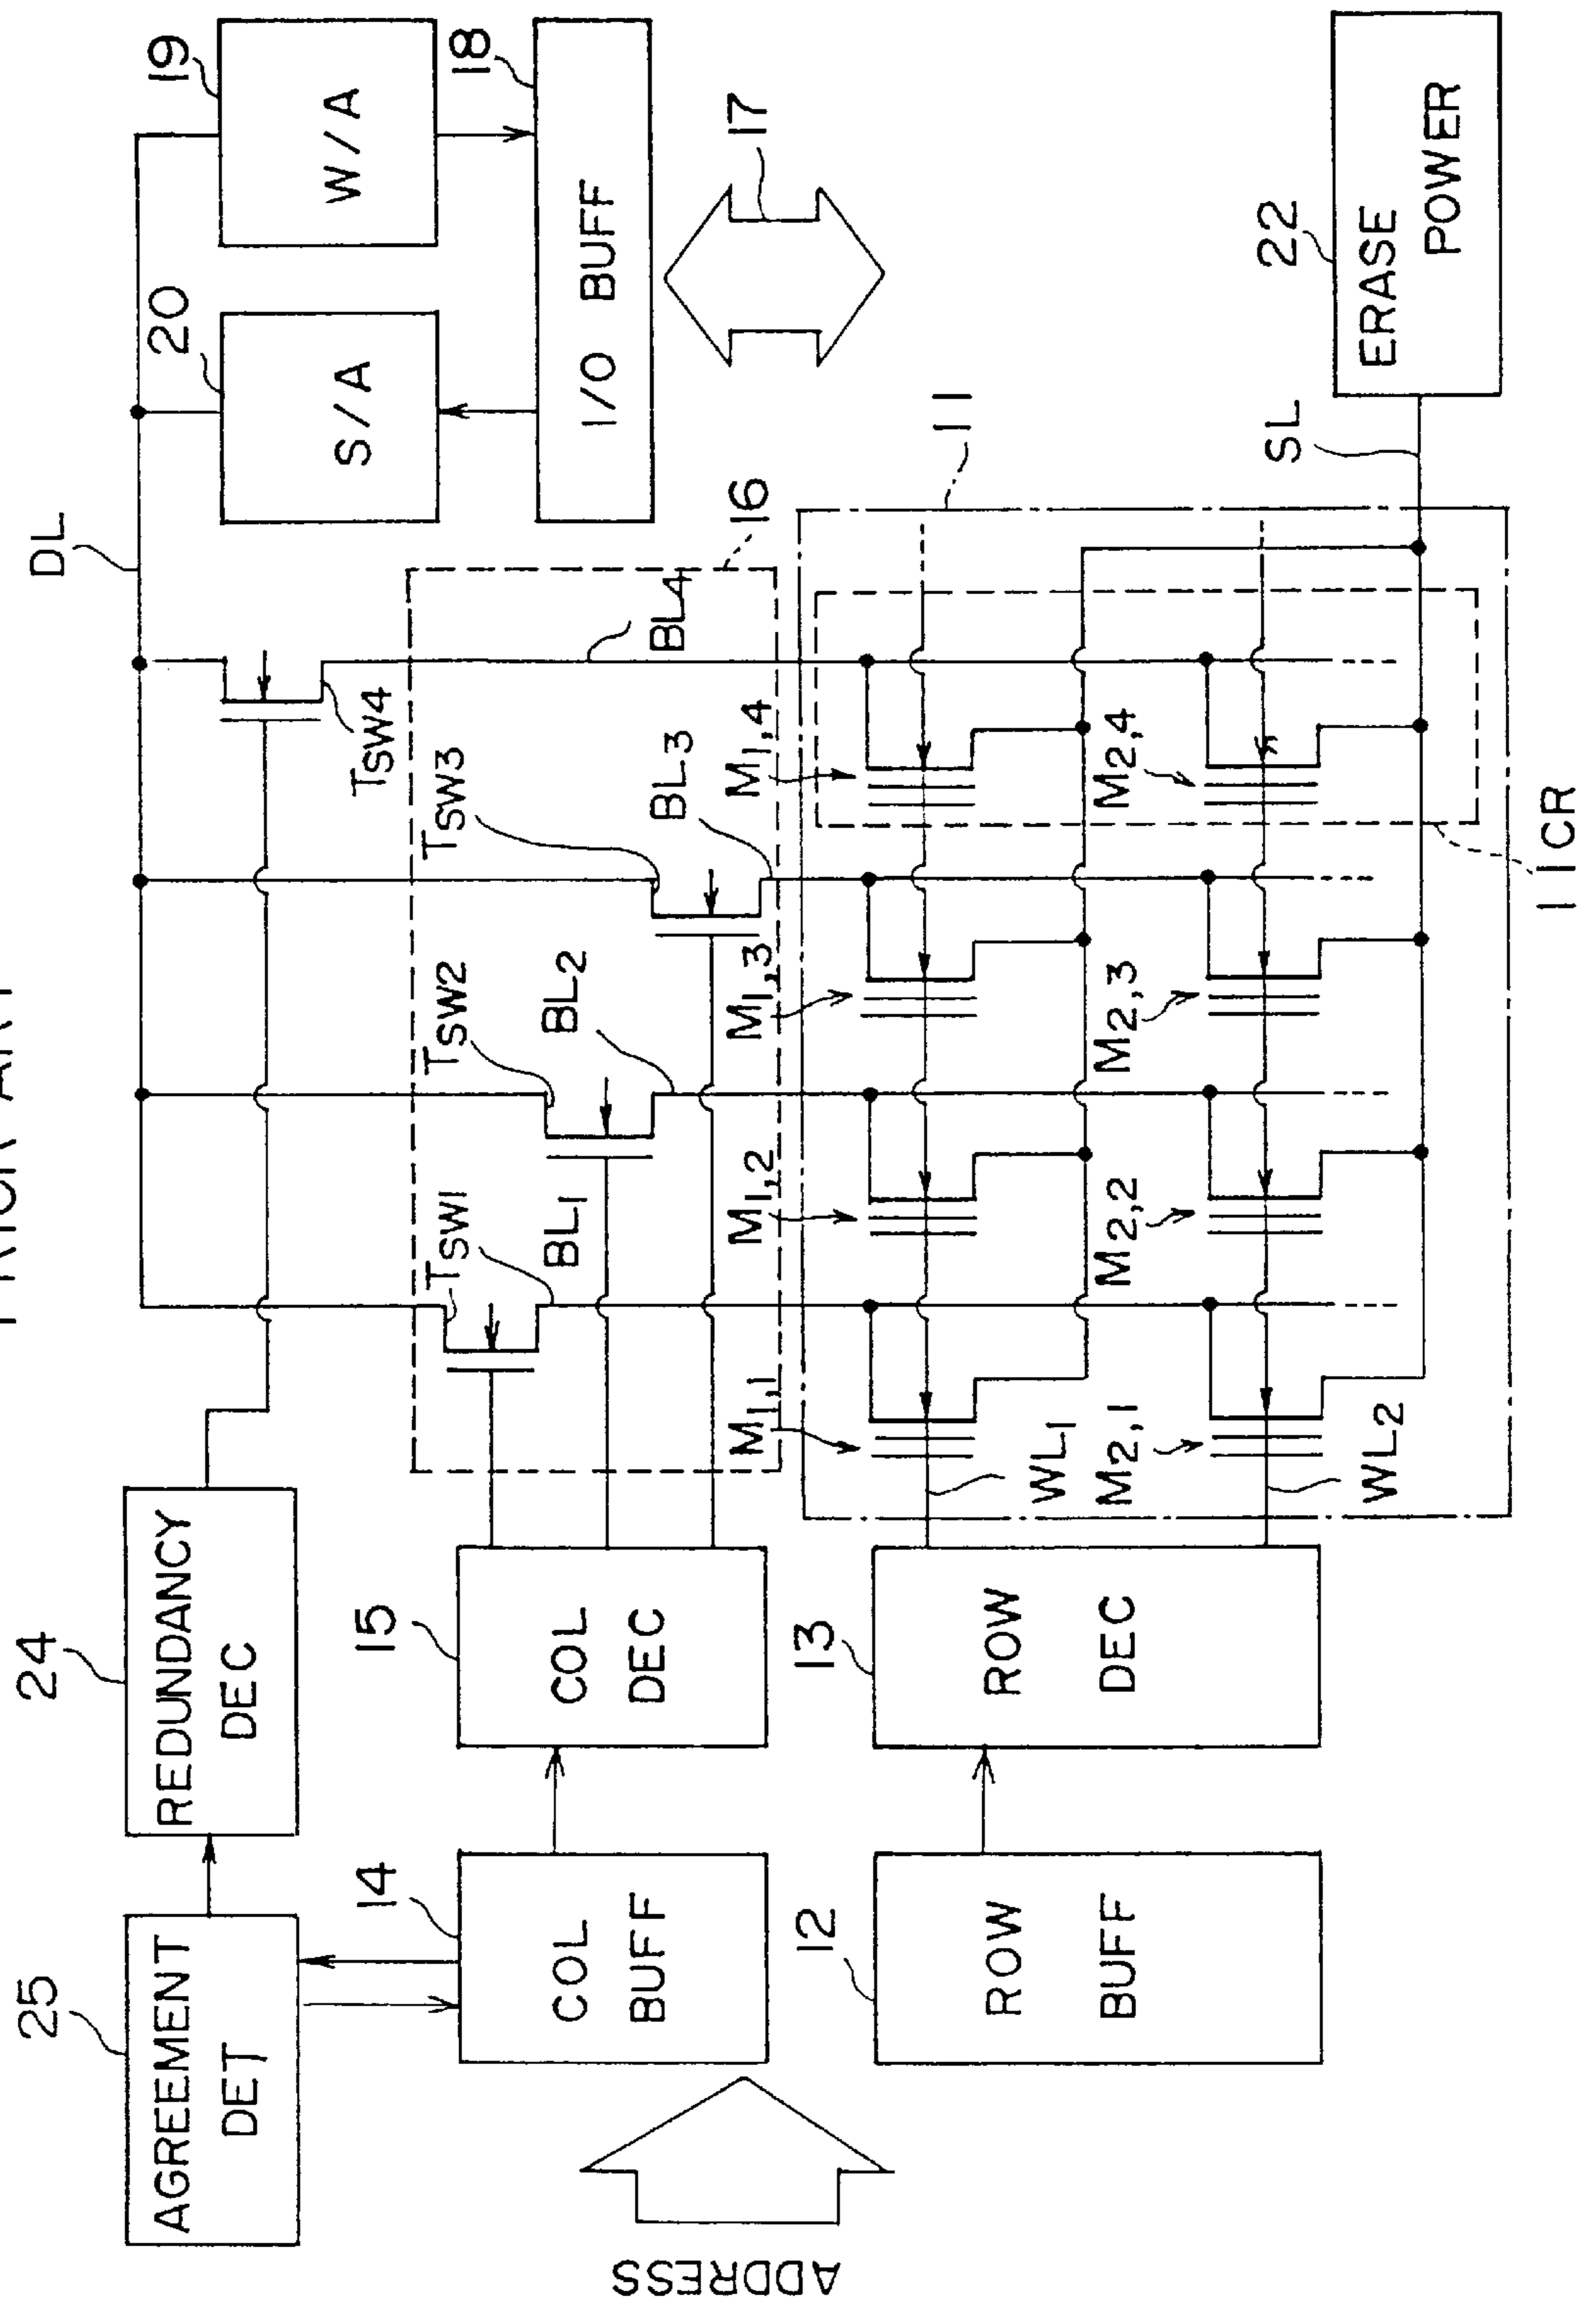 PRIOR ART
25
AGREEMENT
DET
24
REDUNDANCY
DEC
DL
20
S/A
19
W/A
18
I/O BUFF
17
TSW4
TSW3
TSW2
TSW1
BL1
BL2
BL3
BL4
16
14
COL
BUFF
15
COL
DEC
ADDRESS
12
ROW
BUFF
13
ROW
DEC
M1,1
M1,2
M1,3
M1,4
WL1
M2,1
M2,2
M2,3
M2,4
WL2
11
11CR
SL
22
ERASE
POWER